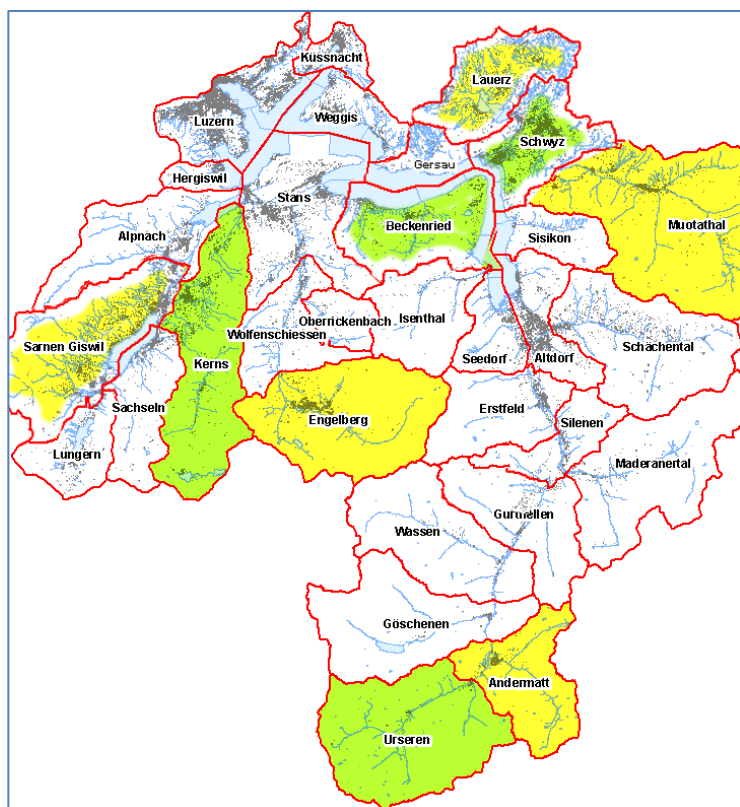 Küssnacht
Lauerz
Weggis
Luzern
Schwyz
Gersau
Hergiswil
Stans
Beckenried
Muotathal
Alpnach
Sisikon
Oberrickenbach
Isenthal
Wolfenschiessen
Sarnen Giswil
Schächental
Kerns
Seedorf
Altdorf
Sachseln
Engelberg
Erstfeld
Silenen
Lungern
Maderanertal
Gurtnellen
Wassen
Göschenen
Andermatt
Urseren